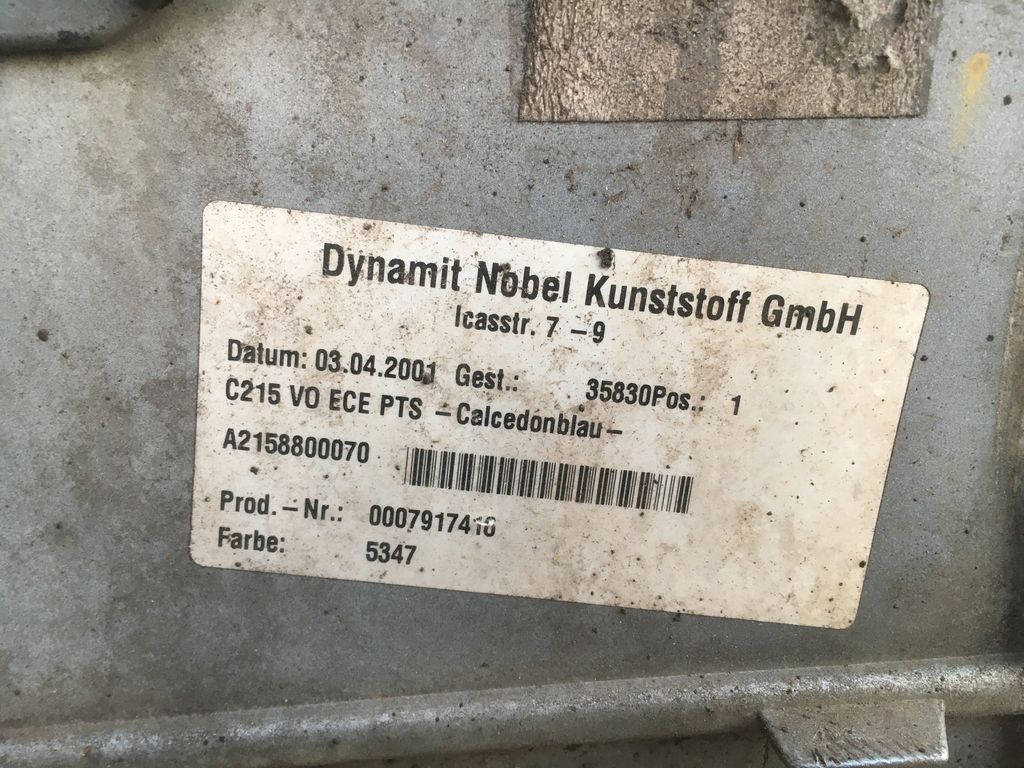 Dynamit Nobel Kunststoff GmbH
Icasstr. 7 – 9
Datum: 03.04.2001 Gest.: 35830Pos.: 1
C215 VO ECE PTS –Calcedonblau–
A2158800070
Prod.–Nr.: 0007917418
Farbe: 5347